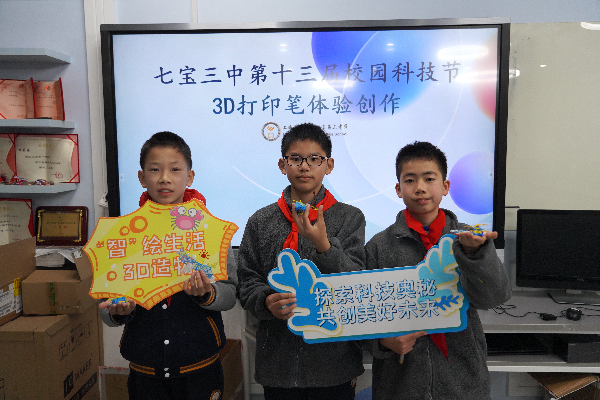 七宝三中第十三届校园科技节
3D打印笔体验创作
“智”绘生活
3D造物
探索科技奥秘
共创美好未来